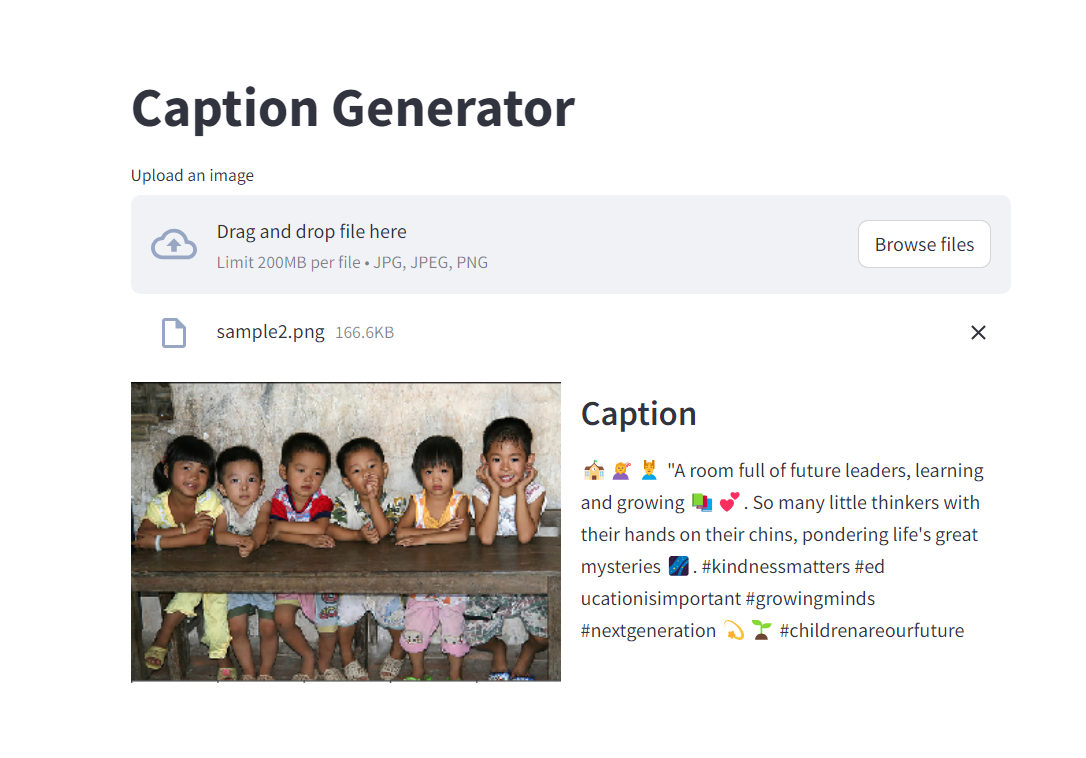 Caption Generator
Upload an image
Drag and drop file here
Limit 200MB per file • JPG, JPEG, PNG
Browse files
sample2.png 166.6KB
Caption
🏫 🙇 🙎 "A room full of future leaders, learning
and growing 📚 💕 . So many little thinkers with
their hands on their chins, pondering life's great
mysteries 🌌 . #kindnessmatters #ed
ucationisimportant #growingminds
#nextgeneration 💫 🌱 #childrenareourfuture